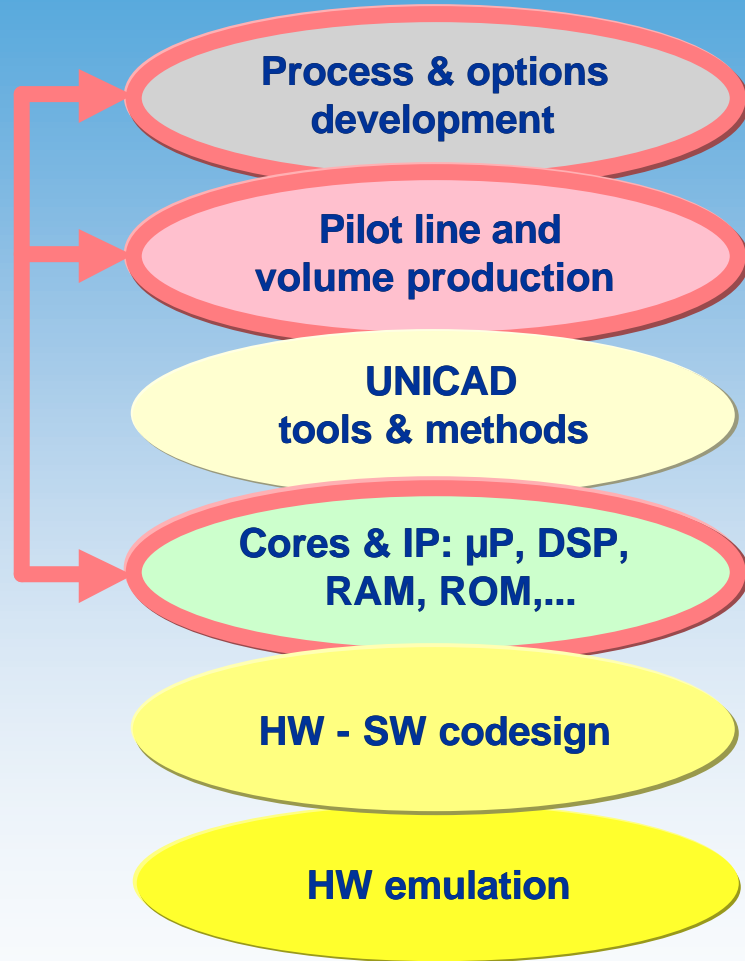 Process & options
development
Pilot line and
volume production
UNICAD
tools & methods
Cores & IP: µP, DSP,
RAM, ROM,...
HW - SW codesign
HW emulation